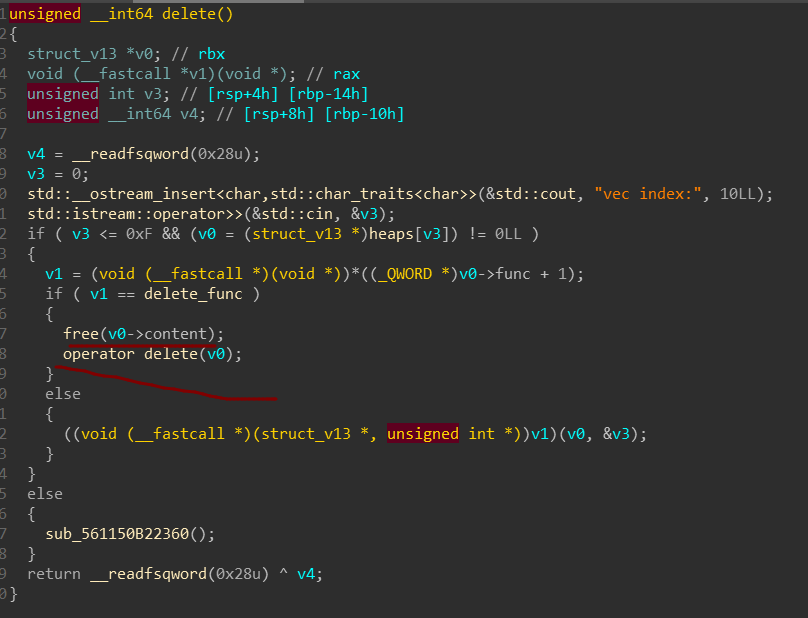 1 unsigned __int64 delete()
2 {
3 struct_v13 *v0; // rbx
4 void (__fastcall *v1)(void *); // rax
5 unsigned int v3; // [rsp+4h] [rbp-14h]
6 unsigned __int64 v4; // [rsp+8h] [rbp-10h]
7
8 v4 = __readfsqword(0x28u);
9 v3 = 0;
0 std::__ostream_insert<char,std::char_traits<char>>(&std::cout, "vec index:", 10LL);
1 std::istream::operator>>(&std::cin, &v3);
2 if ( v3 <= 0xF && (v0 = (struct_v13 *)heaps[v3]) != 0LL )
3 {
4 v1 = (void (__fastcall *)(void *))*((_QWORD *)v0->func + 1);
5 if ( v1 == delete_func )
6 {
7 free(v0->content);
8 operator delete(v0);
9 }
0 else
1 {
2 ((void (__fastcall *)(struct_v13 *, unsigned int *))v1)(v0, &v3);
3 }
4 }
5 else
6 {
7 sub_561150B22360();
8 }
9 return __readfsqword(0x28u) ^ v4;
0 }